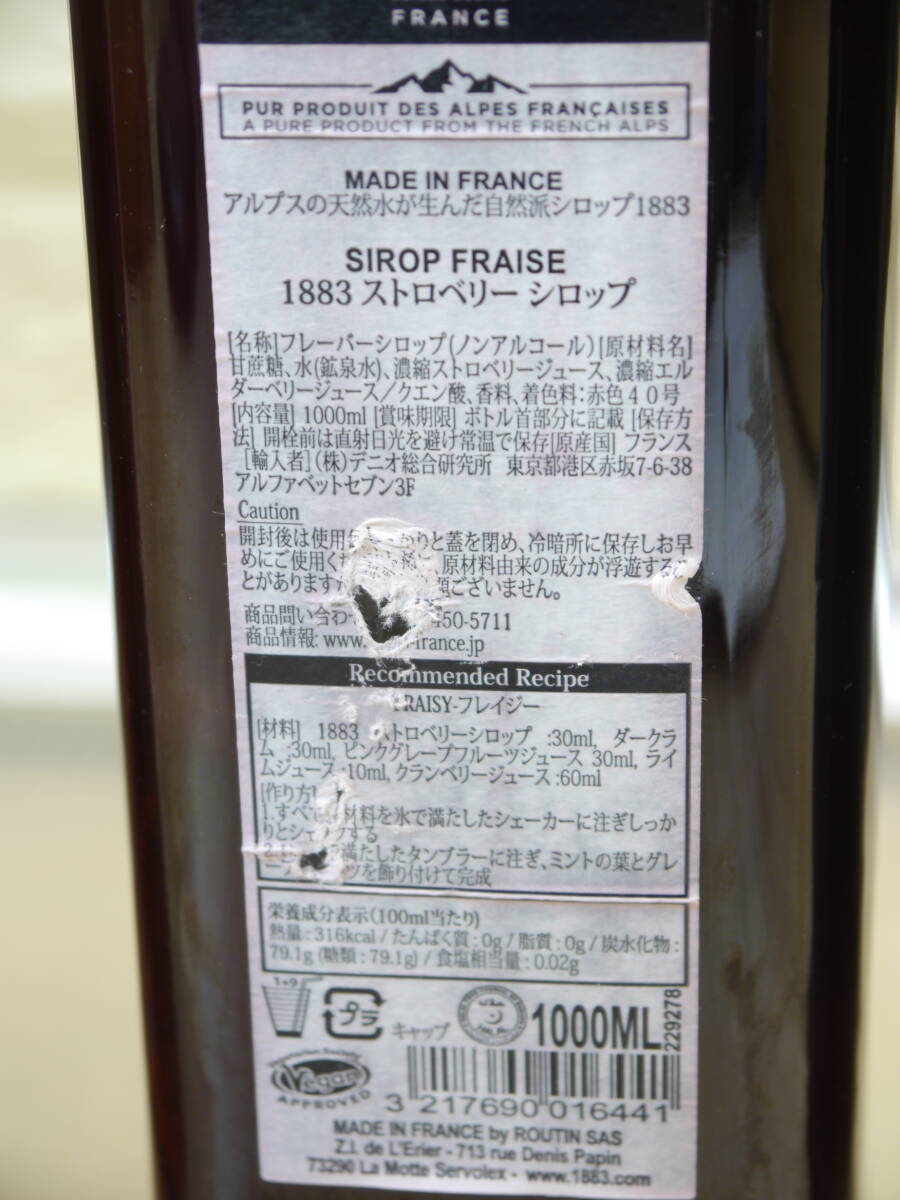 FRANCE
PUR PRODUIT DES ALPES FRANÇAISES
A PURE PRODUCT FROM THE FRENCH ALPS
MADE IN FRANCE
アルプスの天然水が生んだ自然派シロップ1883
SIROP FRAISE
1883 ストロベリー シロップ
[名称]フレーバーシロップ(ノンアルコール)[原材料名]
甘蔗糖、水(鉱泉水)、濃縮ストロベリージュース、濃縮エル
ダーベリージュース／クエン酸、香料、着色料:赤色４０号
[内容量] 1000ml [賞味期限] ボトル首部分に記載 [保存方
法] 開栓前は直射日光を避け常温で保存[原産国] フランス
[輸入者](株)デニオ総合研究所 東京都港区赤坂7-6-38
アルファベットセブン3F
Caution
開封後は使用 りと蓋を閉め、冷暗所に保存しお早
めにご使用く 原材料由来の成分が浮遊する
とがあります ございません。
商品問い合わ 450-5711
商品情報: www. france.jp
Recommended Recipe
RAISY-フレイジー
[材料] 1883 ストロベリーシロップ :30ml, ダークラ
ム :30ml, ピンクグレープフルーツジュース 30ml, ライ
ムジュース :10ml, クランベリージュース :60ml
[作り方]
1.すべ 材料を氷で満たしたシェーカーに注ぎしっか
りとシェイクする
2. 満たしたタンブラーに注ぎ、ミントの葉とグレ
ー ツを飾り付けて完成
栄養成分表示(100ml当たり)
熱量 : 316kcal / たんぱく質 : 0g / 脂質 : 0g / 炭水化物 :
79.1g (糖類 : 79.1g) / 食塩相当量 : 0.02g
1+9
プラ
キャップ
1000ML
229278
Vegan
APPROVED
3 217690 016441
MADE IN FRANCE by ROUTIN SAS
Z.I. de L'Erier - 713 rue Denis Papin
73290 La Motte Servolex - www.1883.com